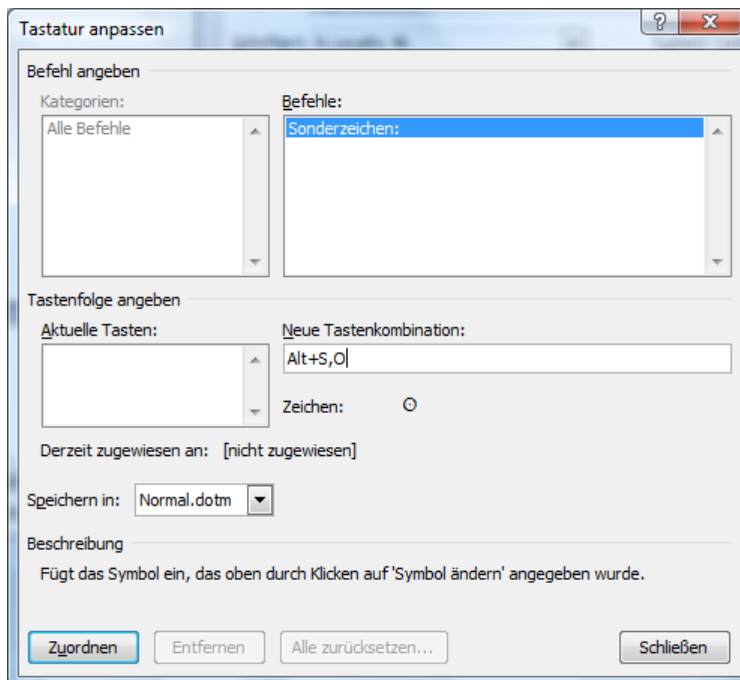 Tastatur anpassen
Befehl angeben
Kategorien:
Befehle:
Alle Befehle
Sonderzeichen:
Tastenfolge angeben
Aktuelle Tasten:
Neue Tastenkombination:
Alt+S,O
Zeichen: ⊙
Derzeit zugewiesen an: [nicht zugewiesen]
Speichern in: Normal.dotm
Beschreibung
Fügt das Symbol ein, das oben durch Klicken auf 'Symbol ändern' angegeben wurde.
Zuordnen Entfernen Alle zurücksetzen... Schließen